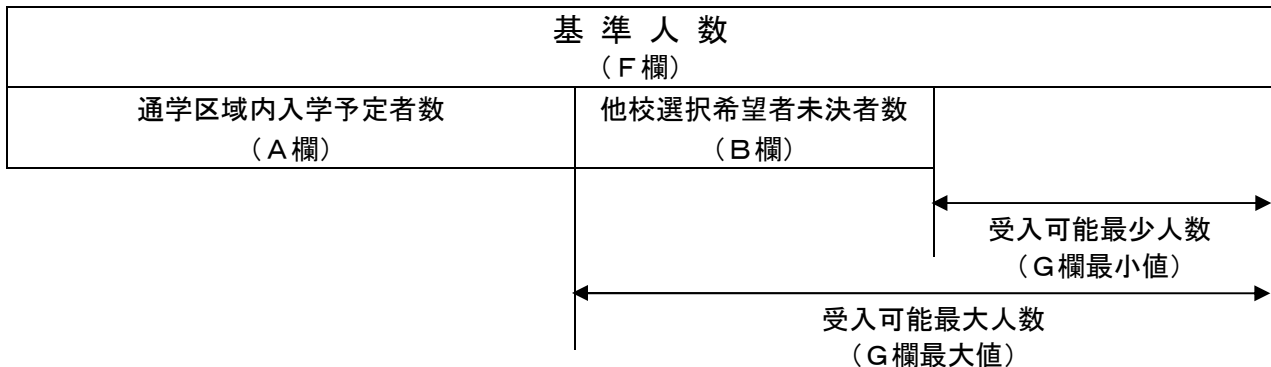 基 準 人 数
（Ｆ欄）
通学区域内入学予定者数
（Ａ欄）
他校選択希望者未決者数
（Ｂ欄）
受入可能最少人数
（Ｇ欄最小値）
受入可能最大人数
（Ｇ欄最大値）